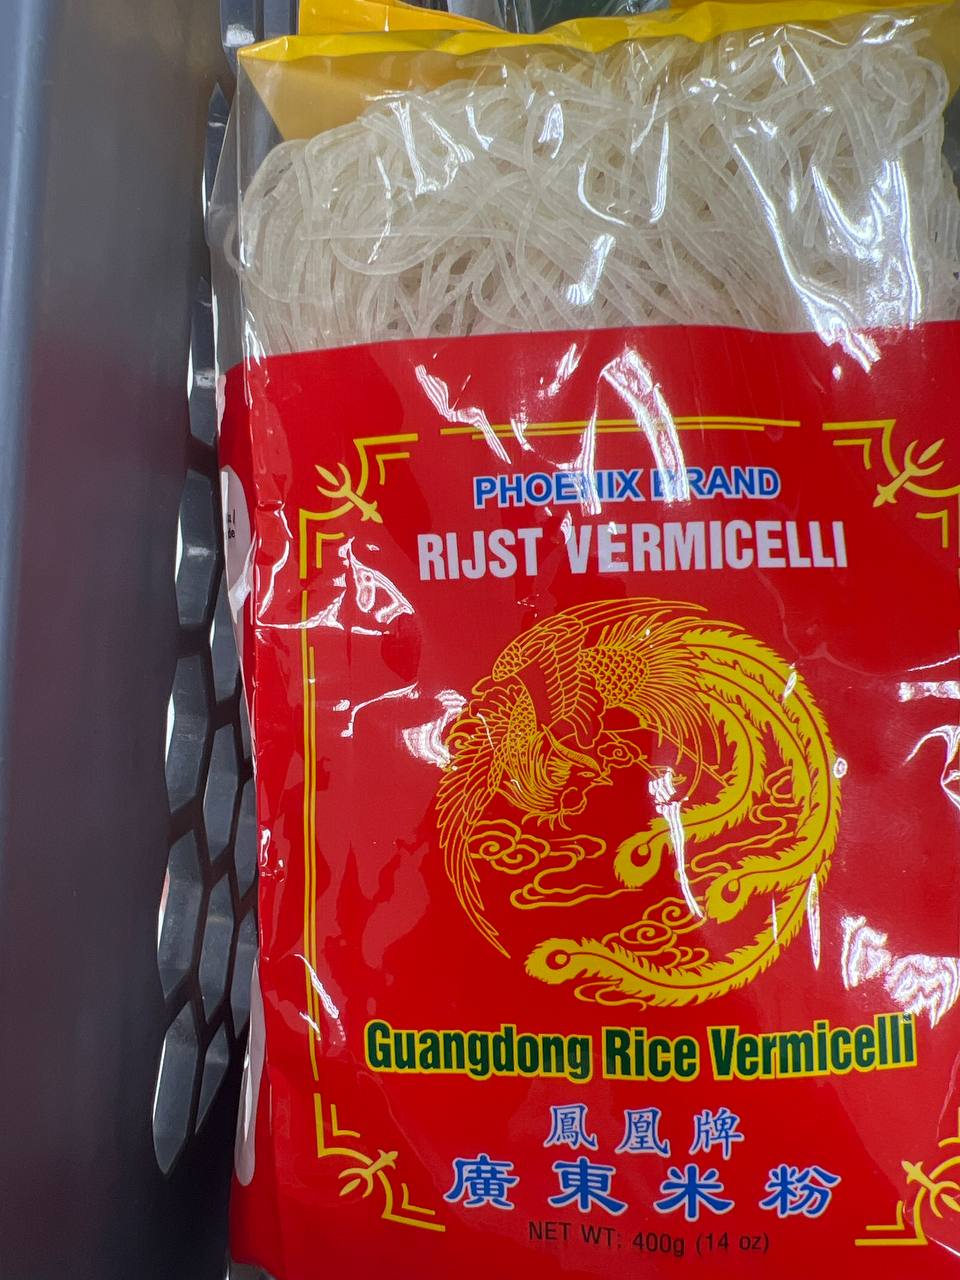 PHOENIX BRAND
RIJST VERMICELLI
Guangdong Rice Vermicelli
鳳凰牌
廣東米粉
NET WT: 400g (14 oz)